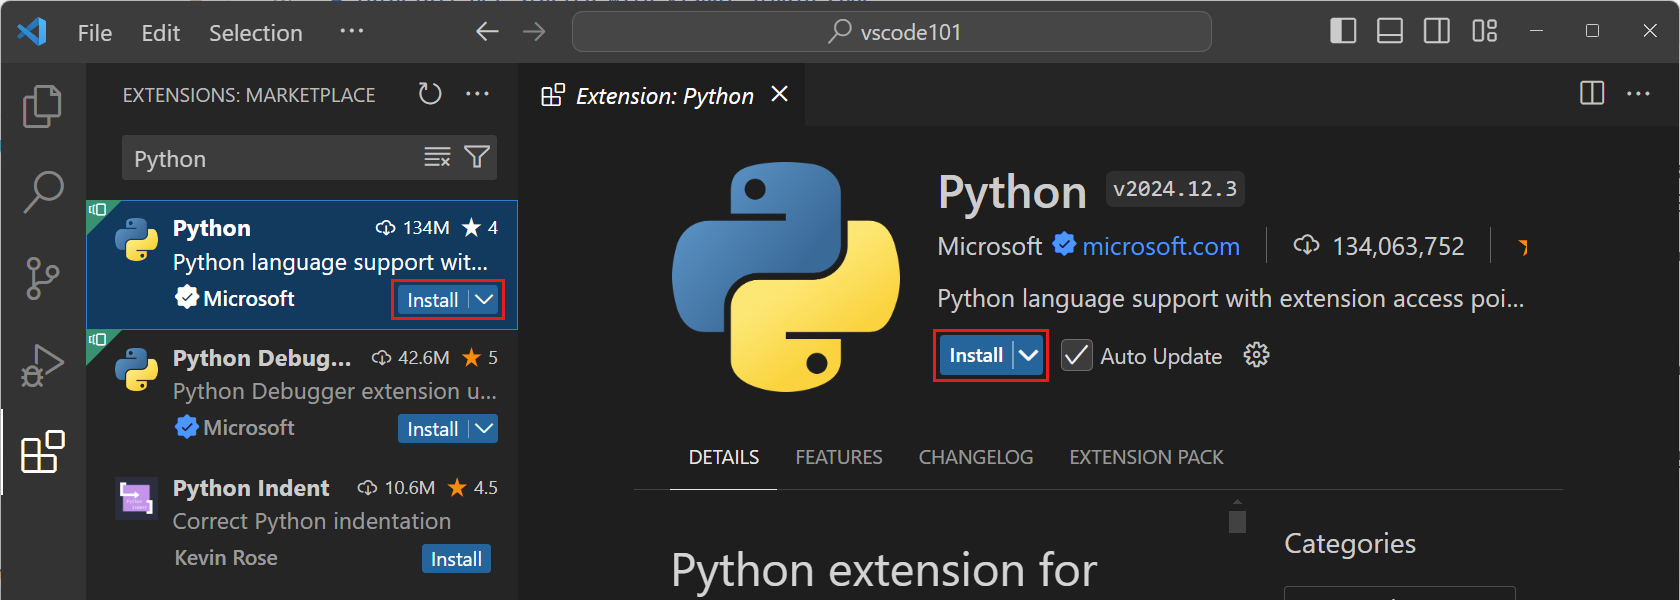 File Edit Selection ···
vscode101
EXTENSIONS: MARKETPLACE
Python
Python 134M ★ 4
Python language support wit...
Microsoft Install
Python Debug... 42.6M ★ 5
Python Debugger extension u...
Microsoft Install
Python Indent 10.6M ★ 4.5
Correct Python indentation
Kevin Rose Install
Extension: Python
Python v2024.12.3
Microsoft microsoft.com 134,063,752
Python language support with extension access poi...
Install Auto Update
DETAILS FEATURES CHANGELOG EXTENSION PACK
Python extension for
Categories